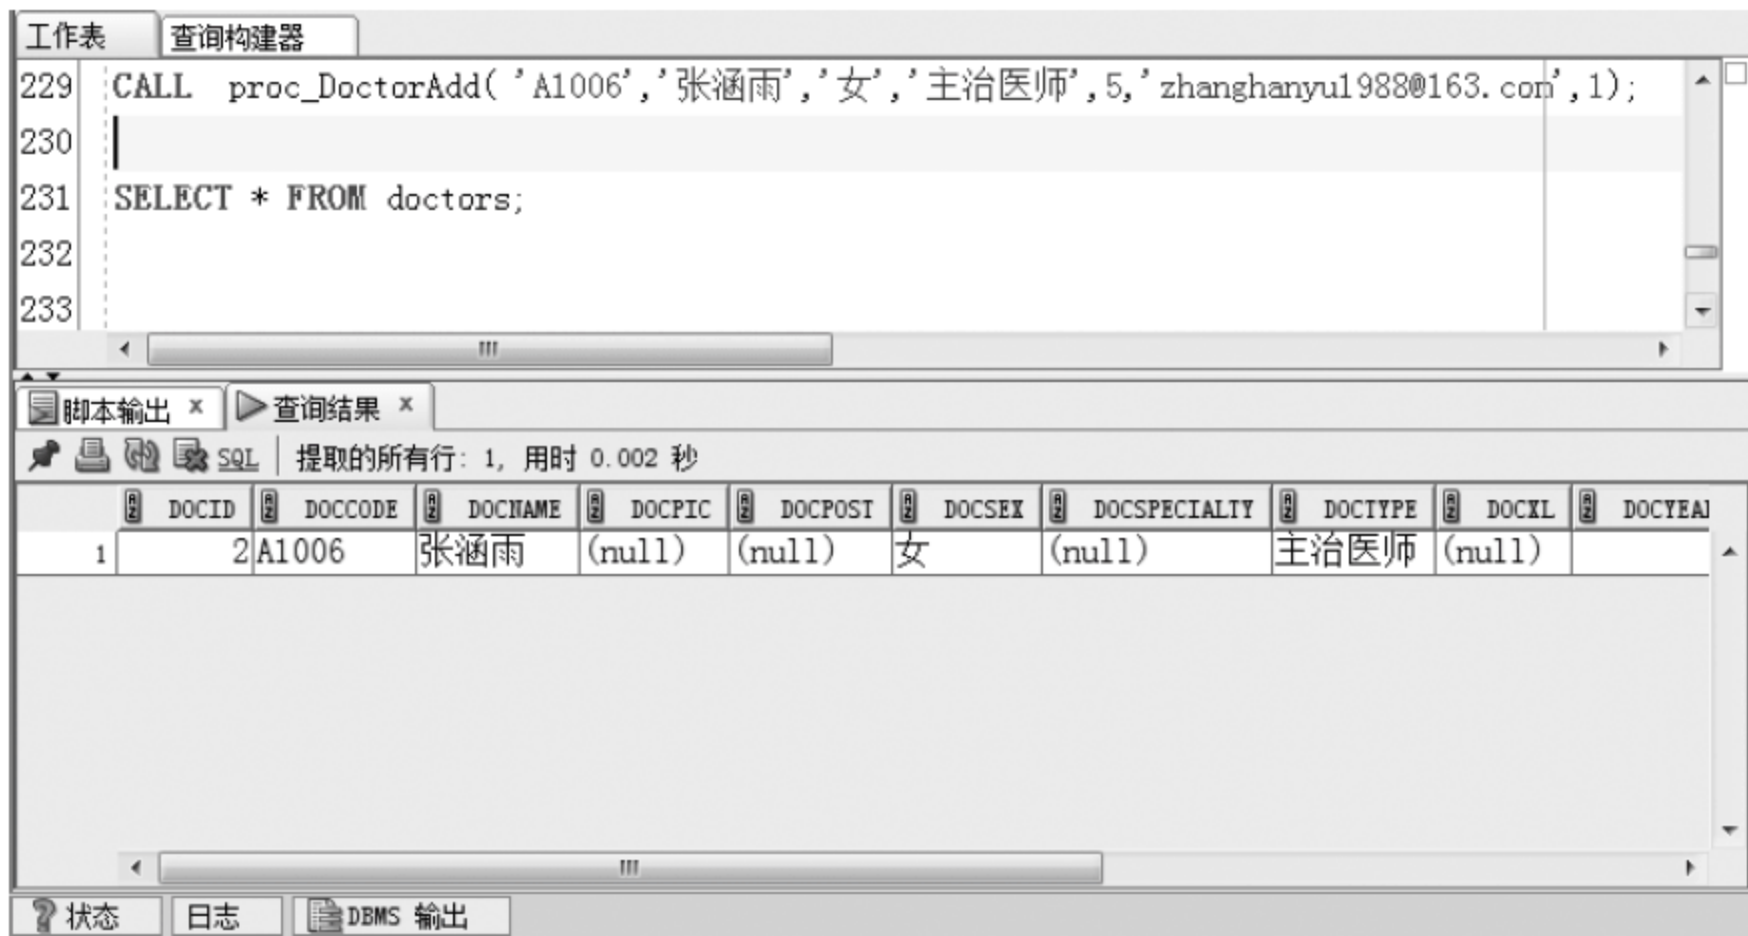 工作表 查询构建器
229 CALL proc_DoctorAdd( 'A1006','张涵雨','女','主治医师',5,'zhanghanyu1988@163.com',1);
230
231 SELECT * FROM doctors;
232
233
脚本输出 × 查询结果 ×
SQL 提取的所有行: 1, 用时 0.002 秒
DOCID DOCCODE DOCNAME DOCPIC DOCPOST DOCSEX DOCSPECIALTY DOCTYPE DOCXL DOCYEA
1 2 A1006 张涵雨 (null) (null) 女 (null) 主治医师 (null)
状态 日志 DBMS 输出